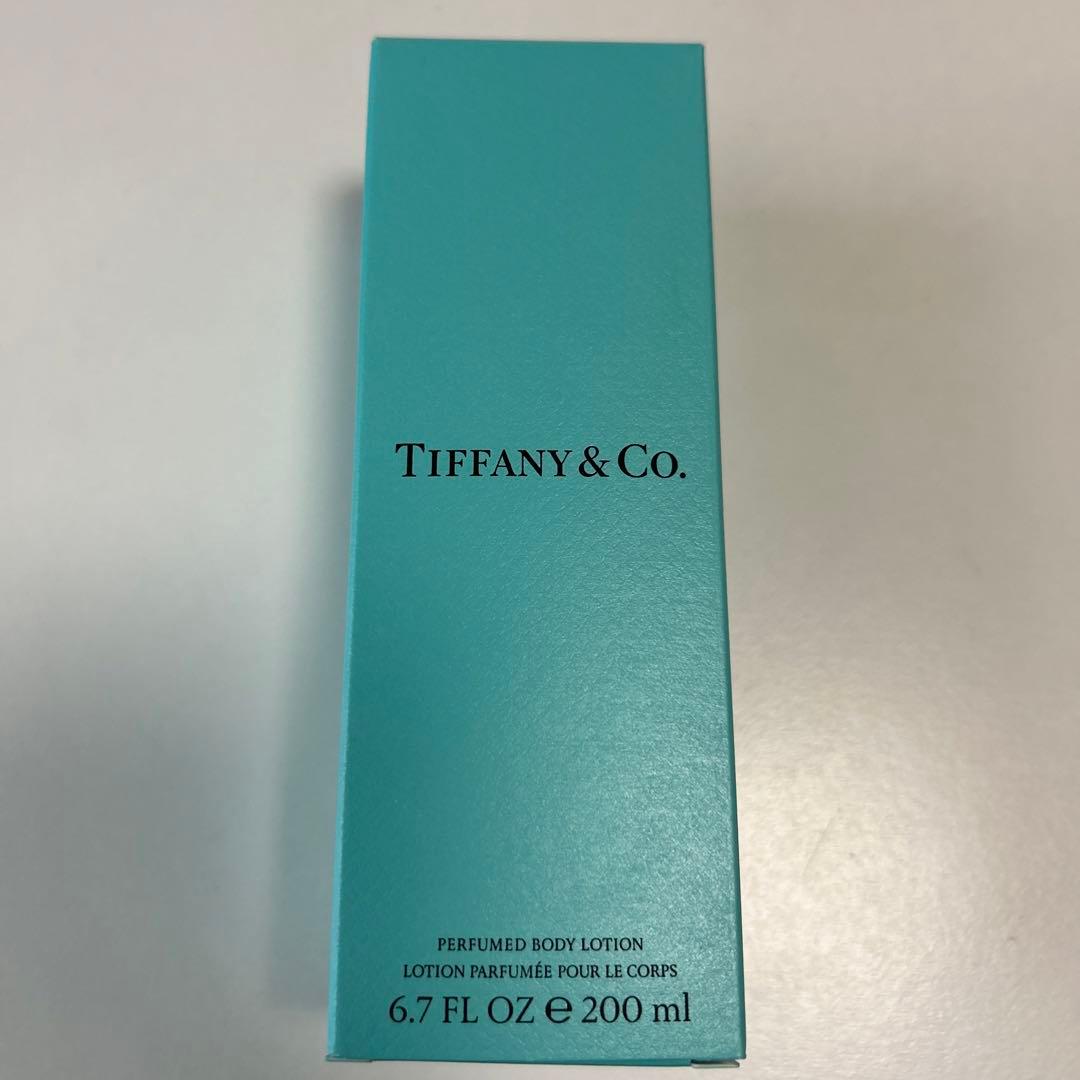 TIFFANY & CO.
PERFUMED BODY LOTION
LOTION PARFUMÉE POUR LE CORPS
6.7 FL OZ ℮ 200 ml